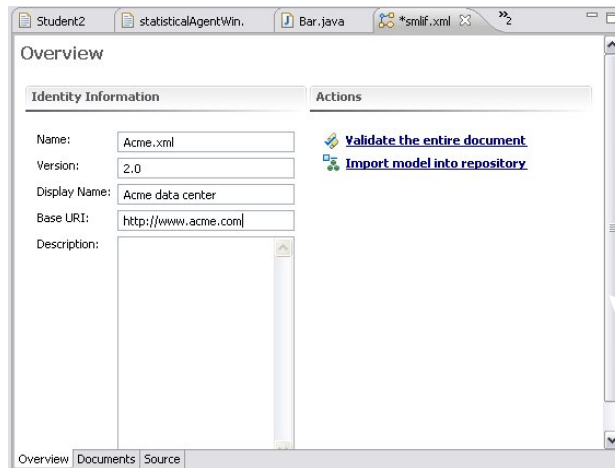 Student2 statisticalAgentWin. Bar.java *smlif.xml »2
Overview
Identity Information
Name: Acme.xml
Version: 2.0
Display Name: Acme data center
Base URI: http://www.acme.com
Description:
Actions
Validate the entire document
Import model into repository
Overview Documents Source